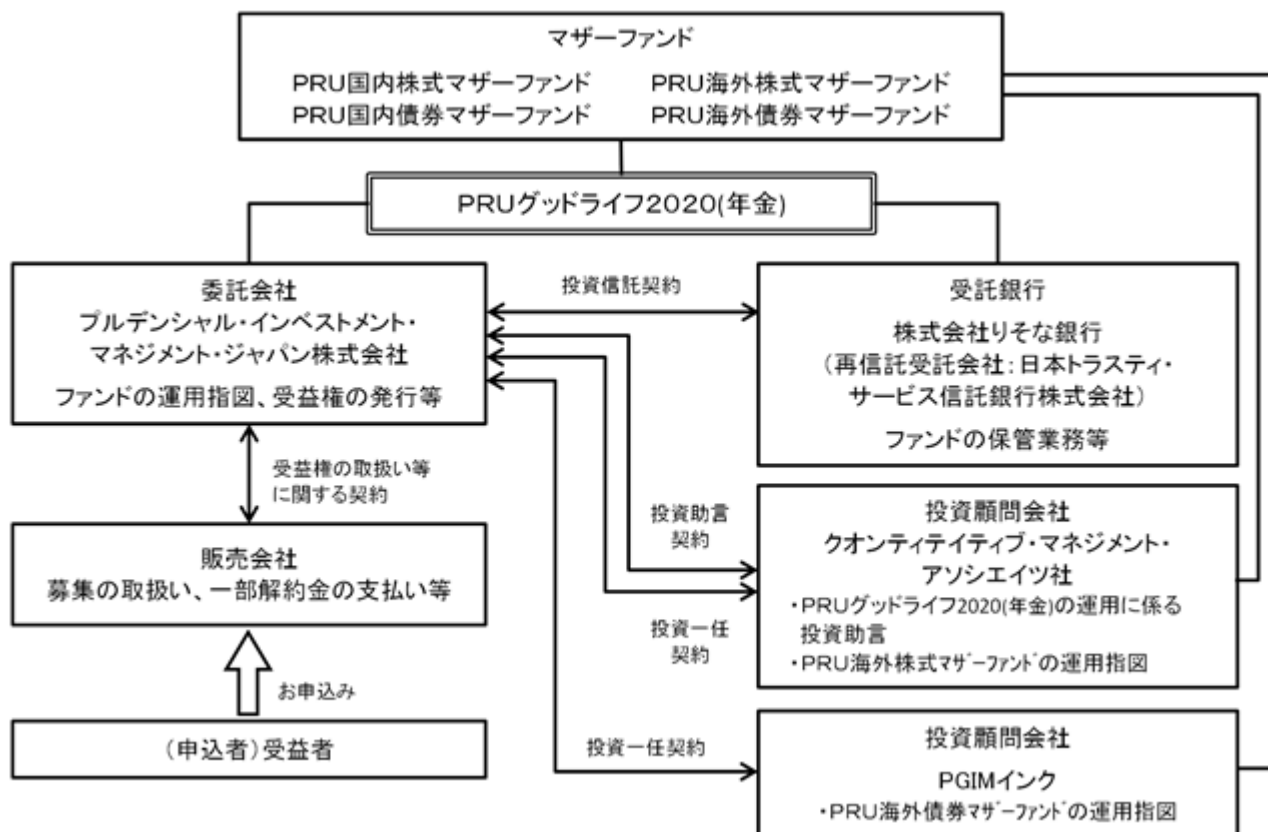 マザーファンド
PRU国内株式マザーファンド　PRU海外株式マザーファンド
PRU国内債券マザーファンド　PRU海外債券マザーファンド
PRUグッドライフ2020(年金)
委託会社
プルデンシャル・インベストメント・
マネジメント・ジャパン株式会社
ファンドの運用指図、受益権の発行等
投資信託契約
受託銀行
株式会社りそな銀行
(再信託受託会社：日本トラスティ・
サービス信託銀行株式会社)
ファンドの保管業務等
受益権の取扱い等
に関する契約
販売会社
募集の取扱い、一部解約金の支払い等
投資助言
契約
投資一任
契約
投資顧問会社
クオンティテイティブ・マネジメント・
アソシエイツ社
・PRUグッドライフ2020(年金)の運用に係る
投資助言
・PRU海外株式ﾏｻﾞｰﾌｧﾝﾄﾞの運用指図
お申込み
(申込者)受益者
投資一任契約
投資顧問会社
PGIMインク
・PRU海外債券ﾏｻﾞｰﾌｧﾝﾄﾞの運用指図